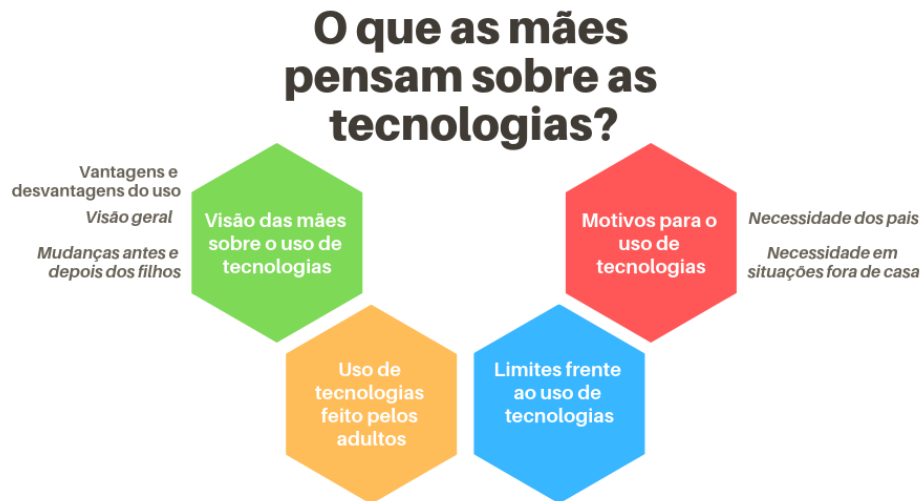 O que as mães
pensam sobre as
tecnologias?
Vantagens e
desvantagens do uso
Visão geral
Mudanças antes e
depois dos filhos
Visão das mães
sobre o uso de
tecnologias
Motivos para o
uso de
tecnologias
Necessidade dos pais
Necessidade em
situações fora de casa
Uso de
tecnologias
feito pelos
adultos
Limites frente
ao uso de
tecnologias